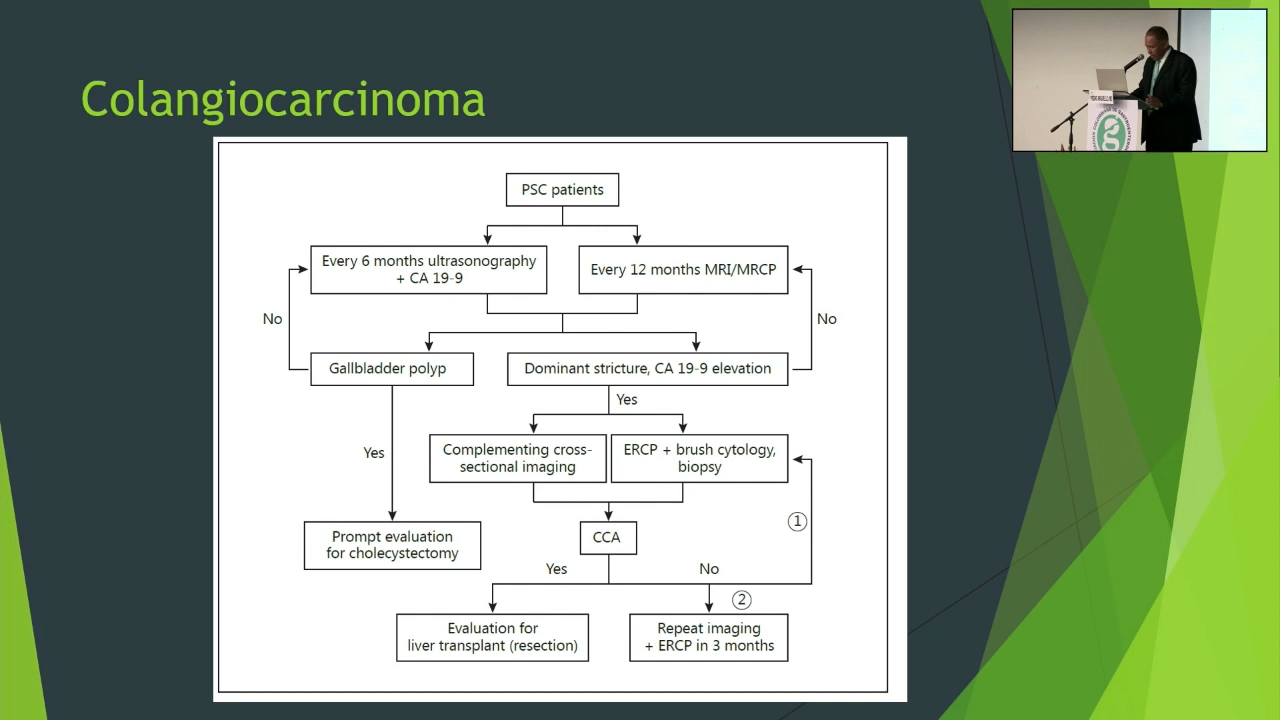 Colangiocarcinoma
PSC patients
Every 6 months ultrasonography
+ CA 19-9
Every 12 months MRI/MRCP
No
No
Gallbladder polyp
Dominant stricture, CA 19-9 elevation
Yes
Complementing cross-
sectional imaging
ERCP + brush cytology,
biopsy
Yes
①
Prompt evaluation
for cholecystectomy
CCA
Yes
No
②
Evaluation for
liver transplant (resection)
Repeat imaging
+ ERCP in 3 months